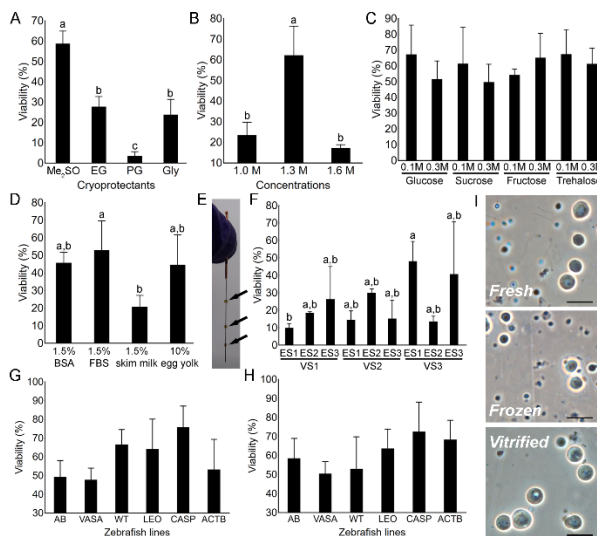 A
Viability (%)
70
60
50
40
30
20
10
0
a
b
c
b
Me2SO EG PG Gly
Cryoprotectants
B
Viability (%)
80
70
60
50
40
30
20
10
0
b
a
b
1.0 M 1.3 M 1.6 M
Concentrations
C
Viability (%)
90
80
70
60
50
40
30
20
10
0
0.1M 0.3M 0.1M 0.3M 0.1M 0.3M 0.1M 0.3M
Glucose Sucrose Fructose Trehalose
D
Viability (%)
80
70
60
50
40
30
20
10
0
a,b
a
b
a,b
1.5% 1.5% 1.5% 10%
BSA FBS skim milk egg yolk
E
F
Viability (%)
80
70
60
50
40
30
20
10
0
b
a,b
a,b
a,b
a,b
a,b
a
a,b
a,b
ES1 ES2 ES3 ES1 ES2 ES3 ES1 ES2 ES3
VS1 VS2 VS3
G
Viability (%)
100
90
80
70
60
50
40
30
AB VASA WT LEO CASP ACTB
Zebrafish lines
H
Viability (%)
100
90
80
70
60
50
40
30
AB VASA WT LEO CASP ACTB
Zebrafish lines
I
Fresh
Frozen
Vitrified